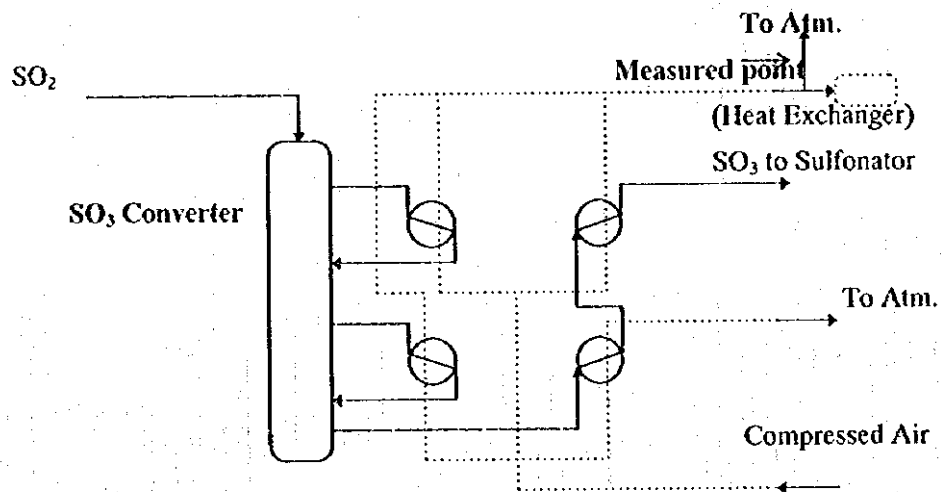 To Atm.
SO₂
Measured point
(Heat Exchanger)
SO₃ to Sulfonator
SO₃ Converter
To Atm.
Compressed Air